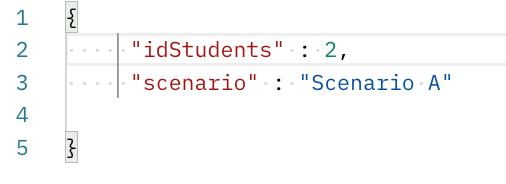 1 {
2 "idStudents" : 2,
3 "scenario" : "Scenario A"
4
5 }